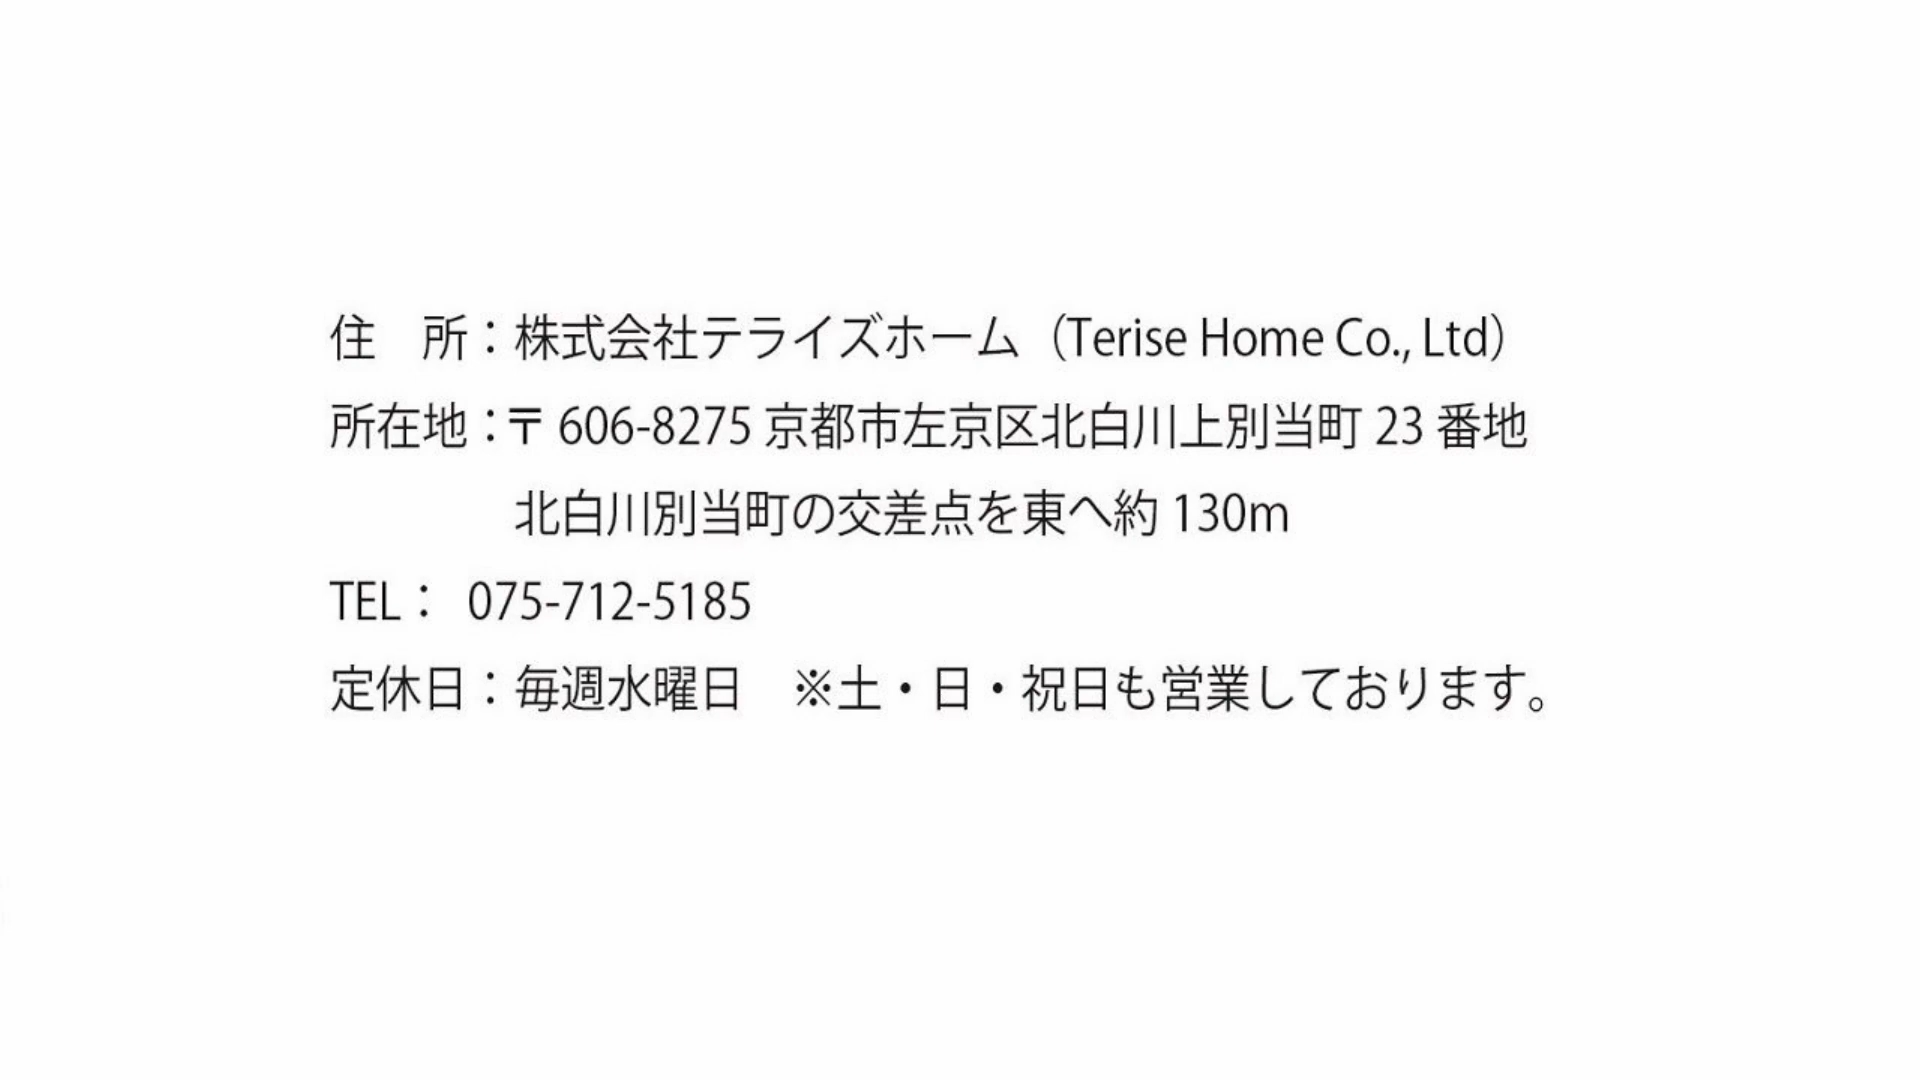 住　所：株式会社テライズホーム（Terise Home Co., Ltd）
所在地：〒 606-8275 京都市左京区北白川上別当町 23 番地
北白川別当町の交差点を東へ約 130m
TEL： 075-712-5185
定休日：毎週水曜日　※土・日・祝日も営業しております。